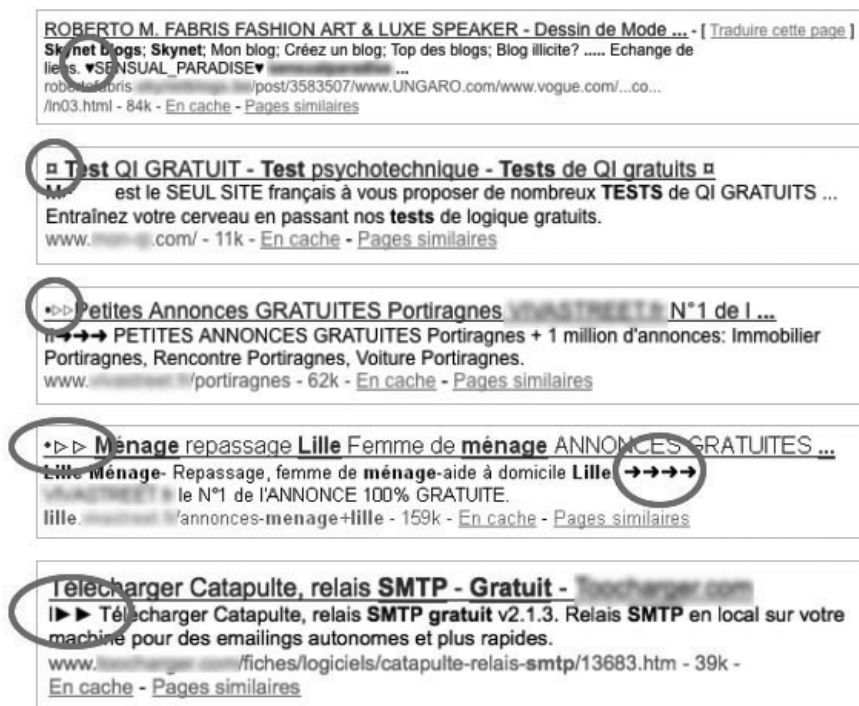 ROBERTO M. FABRIS FASHION ART & LUXE SPEAKER - Dessin de Mode ... - [ Traduire cette page ]
Skynet blogs; Skynet; Mon blog; Créez un blog; Top des blogs; Blog illicite? ..... Echange de
liens. ♥SENSUAL_PARADISE♥ ...
/post/3583507/www.UNGARO.com/www.vogue.com/...co...
/ln03.html - 84k - En cache - Pages similaires
¤ Test QI GRATUIT - Test psychotechnique - Tests de QI gratuits ¤
est le SEUL SITE français à vous proposer de nombreux TESTS de QI GRATUITS ...
Entraînez votre cerveau en passant nos tests de logique gratuits.
www. .com/ - 11k - En cache - Pages similaires
•▷▷Petites Annonces GRATUITES Portiragnes VIVASTREET.fr N°1 de l ...
➔➔➔ PETITES ANNONCES GRATUITES Portiragnes + 1 million d'annonces: Immobilier
Portiragnes, Rencontre Portiragnes, Voiture Portiragnes.
www. /portiragnes - 62k - En cache - Pages similaires
•▷ ▷ Ménage repassage Lille Femme de ménage ANNONCES GRATUITES ...
Lille Ménage- Repassage, femme de ménage-aide à domicile Lille. ➔➔➔➔
le N°1 de l'ANNONCE 100% GRATUITE.
lille. /annonces-menage+lille - 159k - En cache - Pages similaires
Télécharger Catapulte, relais SMTP - Gratuit - Toocharger.com
I► ► Télécharger Catapulte, relais SMTP gratuit v2.1.3. Relais SMTP en local sur votre
machine pour des emailings autonomes et plus rapides.
www. /fiches/logiciels/catapulte-relais-smtp/13683.htm - 39k -
En cache - Pages similaires